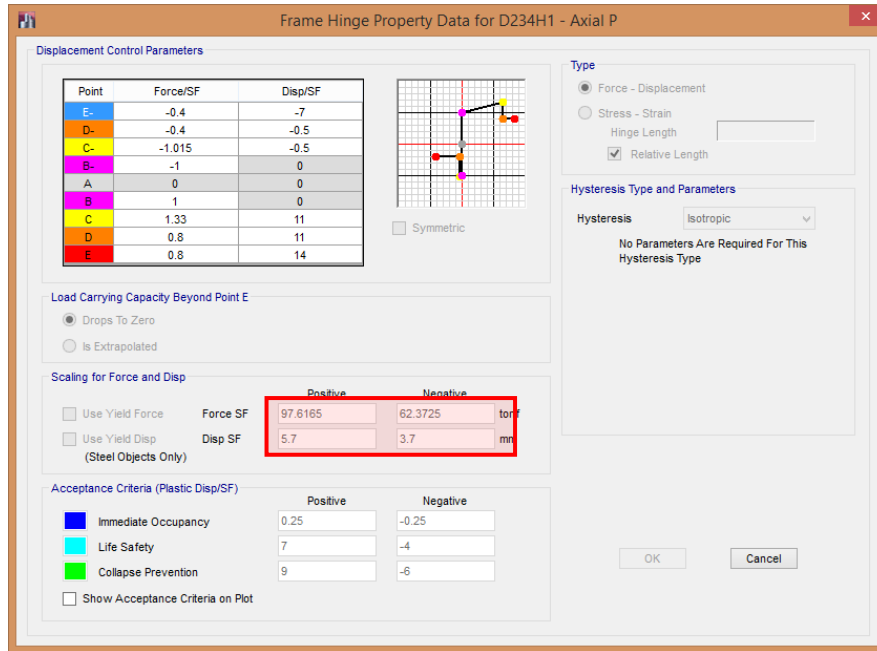 Frame Hinge Property Data for D234H1 - Axial P
Displacement Control Parameters
Point Force/SF Disp/SF
E- -0.4 -7
D- -0.4 -0.5
C- -1.015 -0.5
B- -1 0
A 0 0
B 1 0
C 1.33 11
D 0.8 11
E 0.8 14
Symmetric
Load Carrying Capacity Beyond Point E
Drops To Zero
Is Extrapolated
Scaling for Force and Disp
Positive Negative
Use Yield Force Force SF 97.6165 62.3725 tonf
Use Yield Disp Disp SF 5.7 3.7 mm
(Steel Objects Only)
Acceptance Criteria (Plastic Disp/SF)
Positive Negative
Immediate Occupancy 0.25 -0.25
Life Safety 7 -4
Collapse Prevention 9 -6
Show Acceptance Criteria on Plot
Type
Force - Displacement
Stress - Strain
Hinge Length
Relative Length
Hysteresis Type and Parameters
Hysteresis Isotropic
No Parameters Are Required For This
Hysteresis Type
OK Cancel